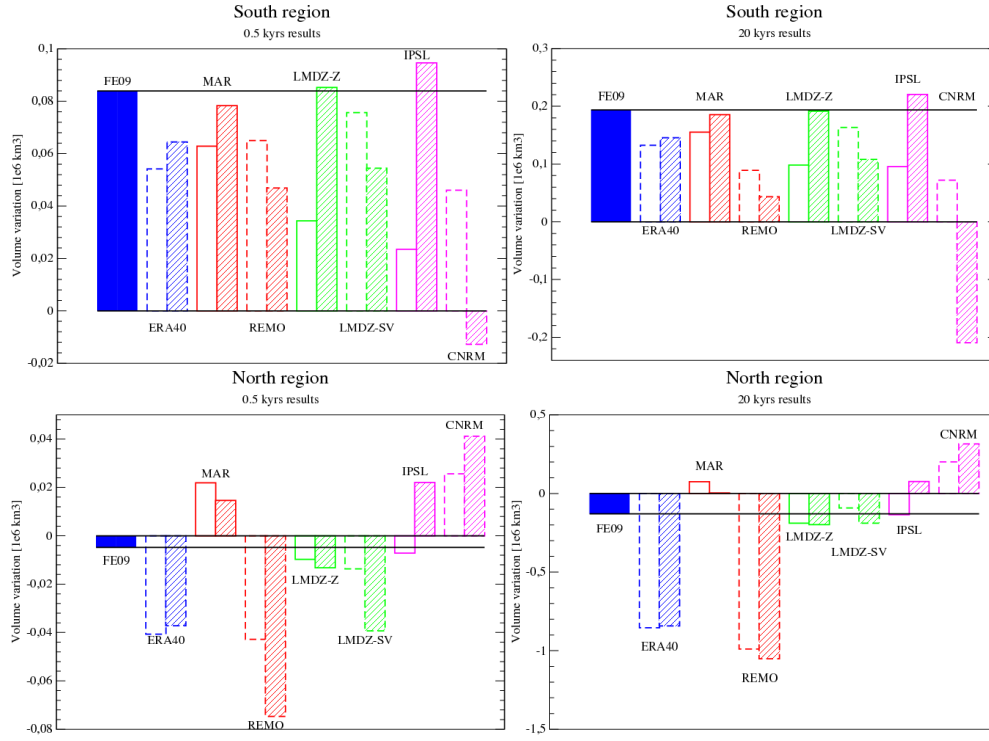 South region
0.5 kyrs results
Volume variation [1e6 km3]
0,1
0,08
0,06
0,04
0,02
0
-0,02
FE09
ERA40
MAR
REMO
LMDZ-Z
LMDZ-SV
IPSL
CNRM
South region
20 kyrs results
Volume variation [1e6 km3]
0,3
0,2
0,1
0
-0,1
-0,2
FE09
ERA40
MAR
REMO
LMDZ-Z
LMDZ-SV
IPSL
CNRM
North region
0.5 kyrs results
Volume variation [1e6 km3]
0,04
0,02
0
-0,02
-0,04
-0,06
-0,08
FE09
ERA40
MAR
REMO
LMDZ-Z
LMDZ-SV
IPSL
CNRM
North region
20 kyrs results
Volume variation [1e6 km3]
0,5
0
-0,5
-1
-1,5
FE09
ERA40
MAR
REMO
LMDZ-Z
LMDZ-SV
IPSL
CNRM